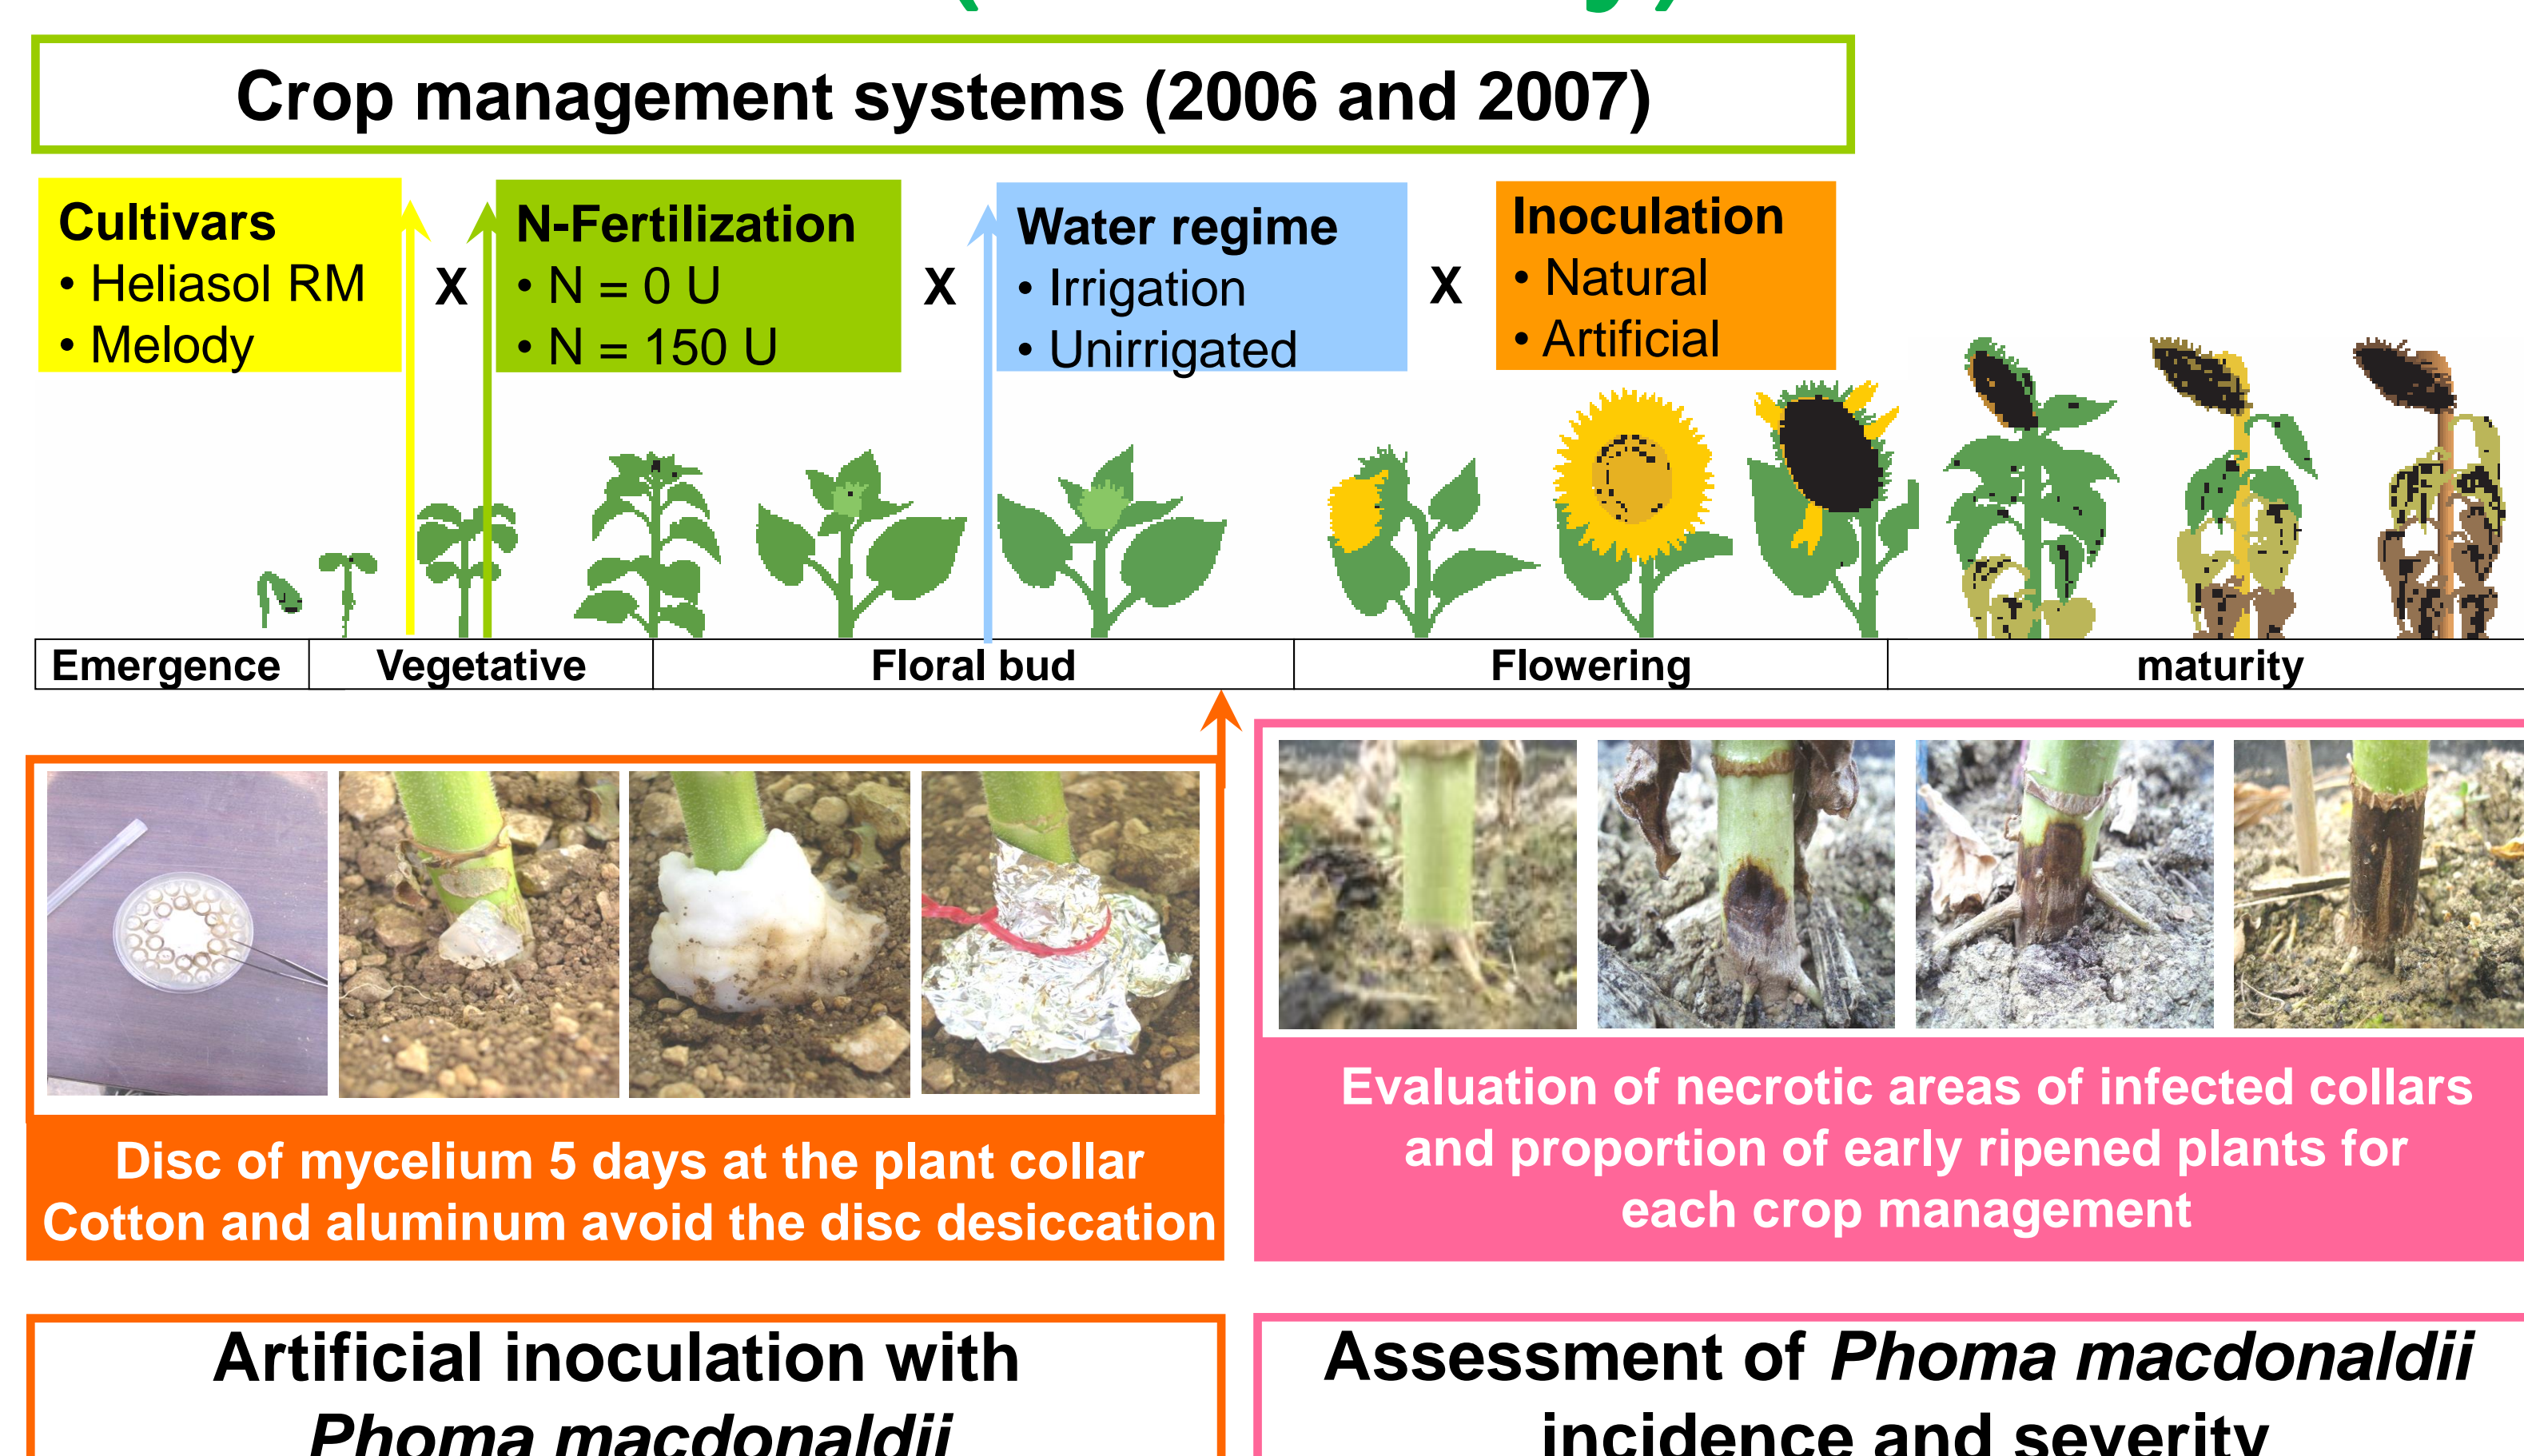 Crop management systems (2006 and 2007)
Cultivars
• Heliasol RM
• Melody
X
N-Fertilization
• N = 0 U
• N = 150 U
X
Water regime
• Irrigation
• Unirrigated
X
Inoculation
• Natural
• Artificial
Emergence
Vegetative
Floral bud
Flowering
maturity
Disc of mycelium 5 days at the plant collar
Cotton and aluminum avoid the disc desiccation
Evaluation of necrotic areas of infected collars
and proportion of early ripened plants for
each crop management
Artificial inoculation with
Phoma macdonaldii
Assessment of Phoma macdonaldii
incidence and severity